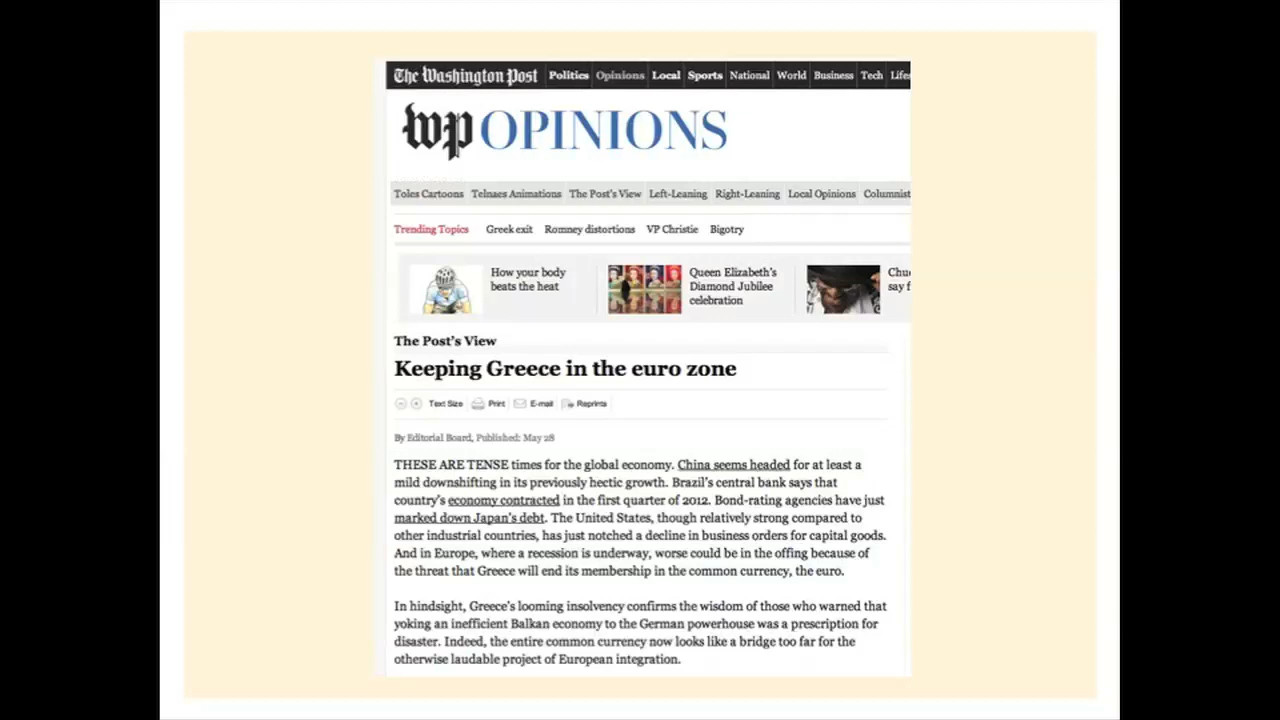 The Washington Post Politics Opinions Local Sports National World Business Tech
wp OPINIONS
Toles Cartoons Telnaes Animations The Post's View Left-Leaning Right-Leaning Local Opinions Columnist
Trending Topics Greek exit Romney distortions VP Christie Bigotry
How your body
beats the heat
Queen Elizabeth's
Diamond Jubilee
celebration
say f
The Post's View
Keeping Greece in the euro zone
Text Size Print E-mail Reprints
By Editorial Board, Published: May 28
THESE ARE TENSE times for the global economy. China seems headed for at least a
mild downshifting in its previously hectic growth. Brazil's central bank says that
country's economy contracted in the first quarter of 2012. Bond-rating agencies have just
marked down Japan's debt. The United States, though relatively strong compared to
other industrial countries, has just notched a decline in business orders for capital goods.
And in Europe, where a recession is underway, worse could be in the offing because of
the threat that Greece will end its membership in the common currency, the euro.
In hindsight, Greece's looming insolvency confirms the wisdom of those who warned that
yoking an inefficient Balkan economy to the German powerhouse was a prescription for
disaster. Indeed, the entire common currency now looks like a bridge too far for the
otherwise laudable project of European integration.